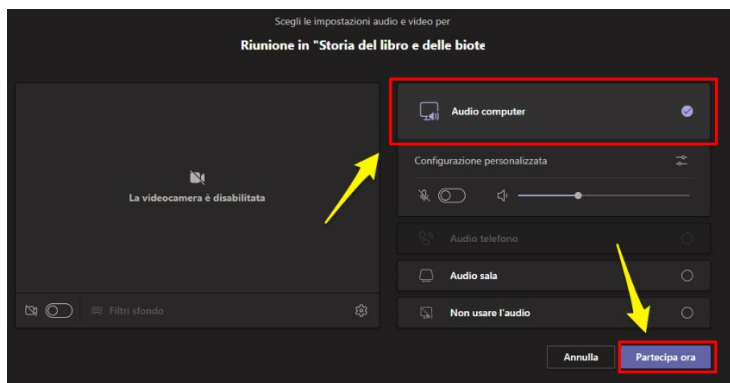 Scegli le impostazioni audio e video per
Riunione in "Storia del libro e delle biote
Audio computer
Configurazione personalizzata
La videocamera è disabilitata
Audio telefono
Audio sala
Filtri sfondo
Non usare l'audio
Annulla
Partecipa ora